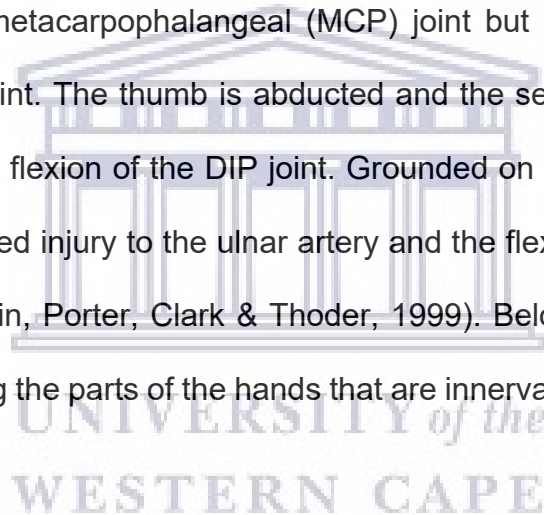 metacarpophalangeal (MCP) joint but
int. The thumb is abducted and the se
flexion of the DIP joint. Grounded on
ed injury to the ulnar artery and the flex
in, Porter, Clark & Thoder, 1999). Belo
g the parts of the hands that are innerva
UNIVERSITY of the
WESTERN CAPE